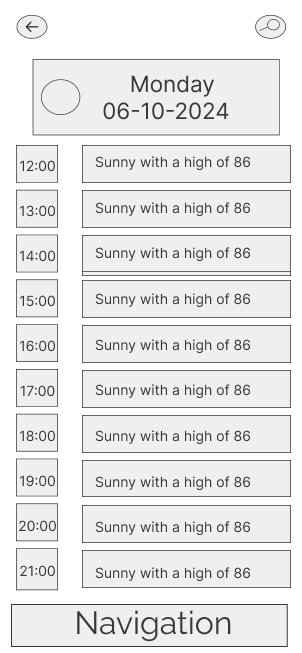 Monday
06-10-2024
12:00 Sunny with a high of 86
13:00 Sunny with a high of 86
14:00 Sunny with a high of 86
15:00 Sunny with a high of 86
16:00 Sunny with a high of 86
17:00 Sunny with a high of 86
18:00 Sunny with a high of 86
19:00 Sunny with a high of 86
20:00 Sunny with a high of 86
21:00 Sunny with a high of 86
Navigation